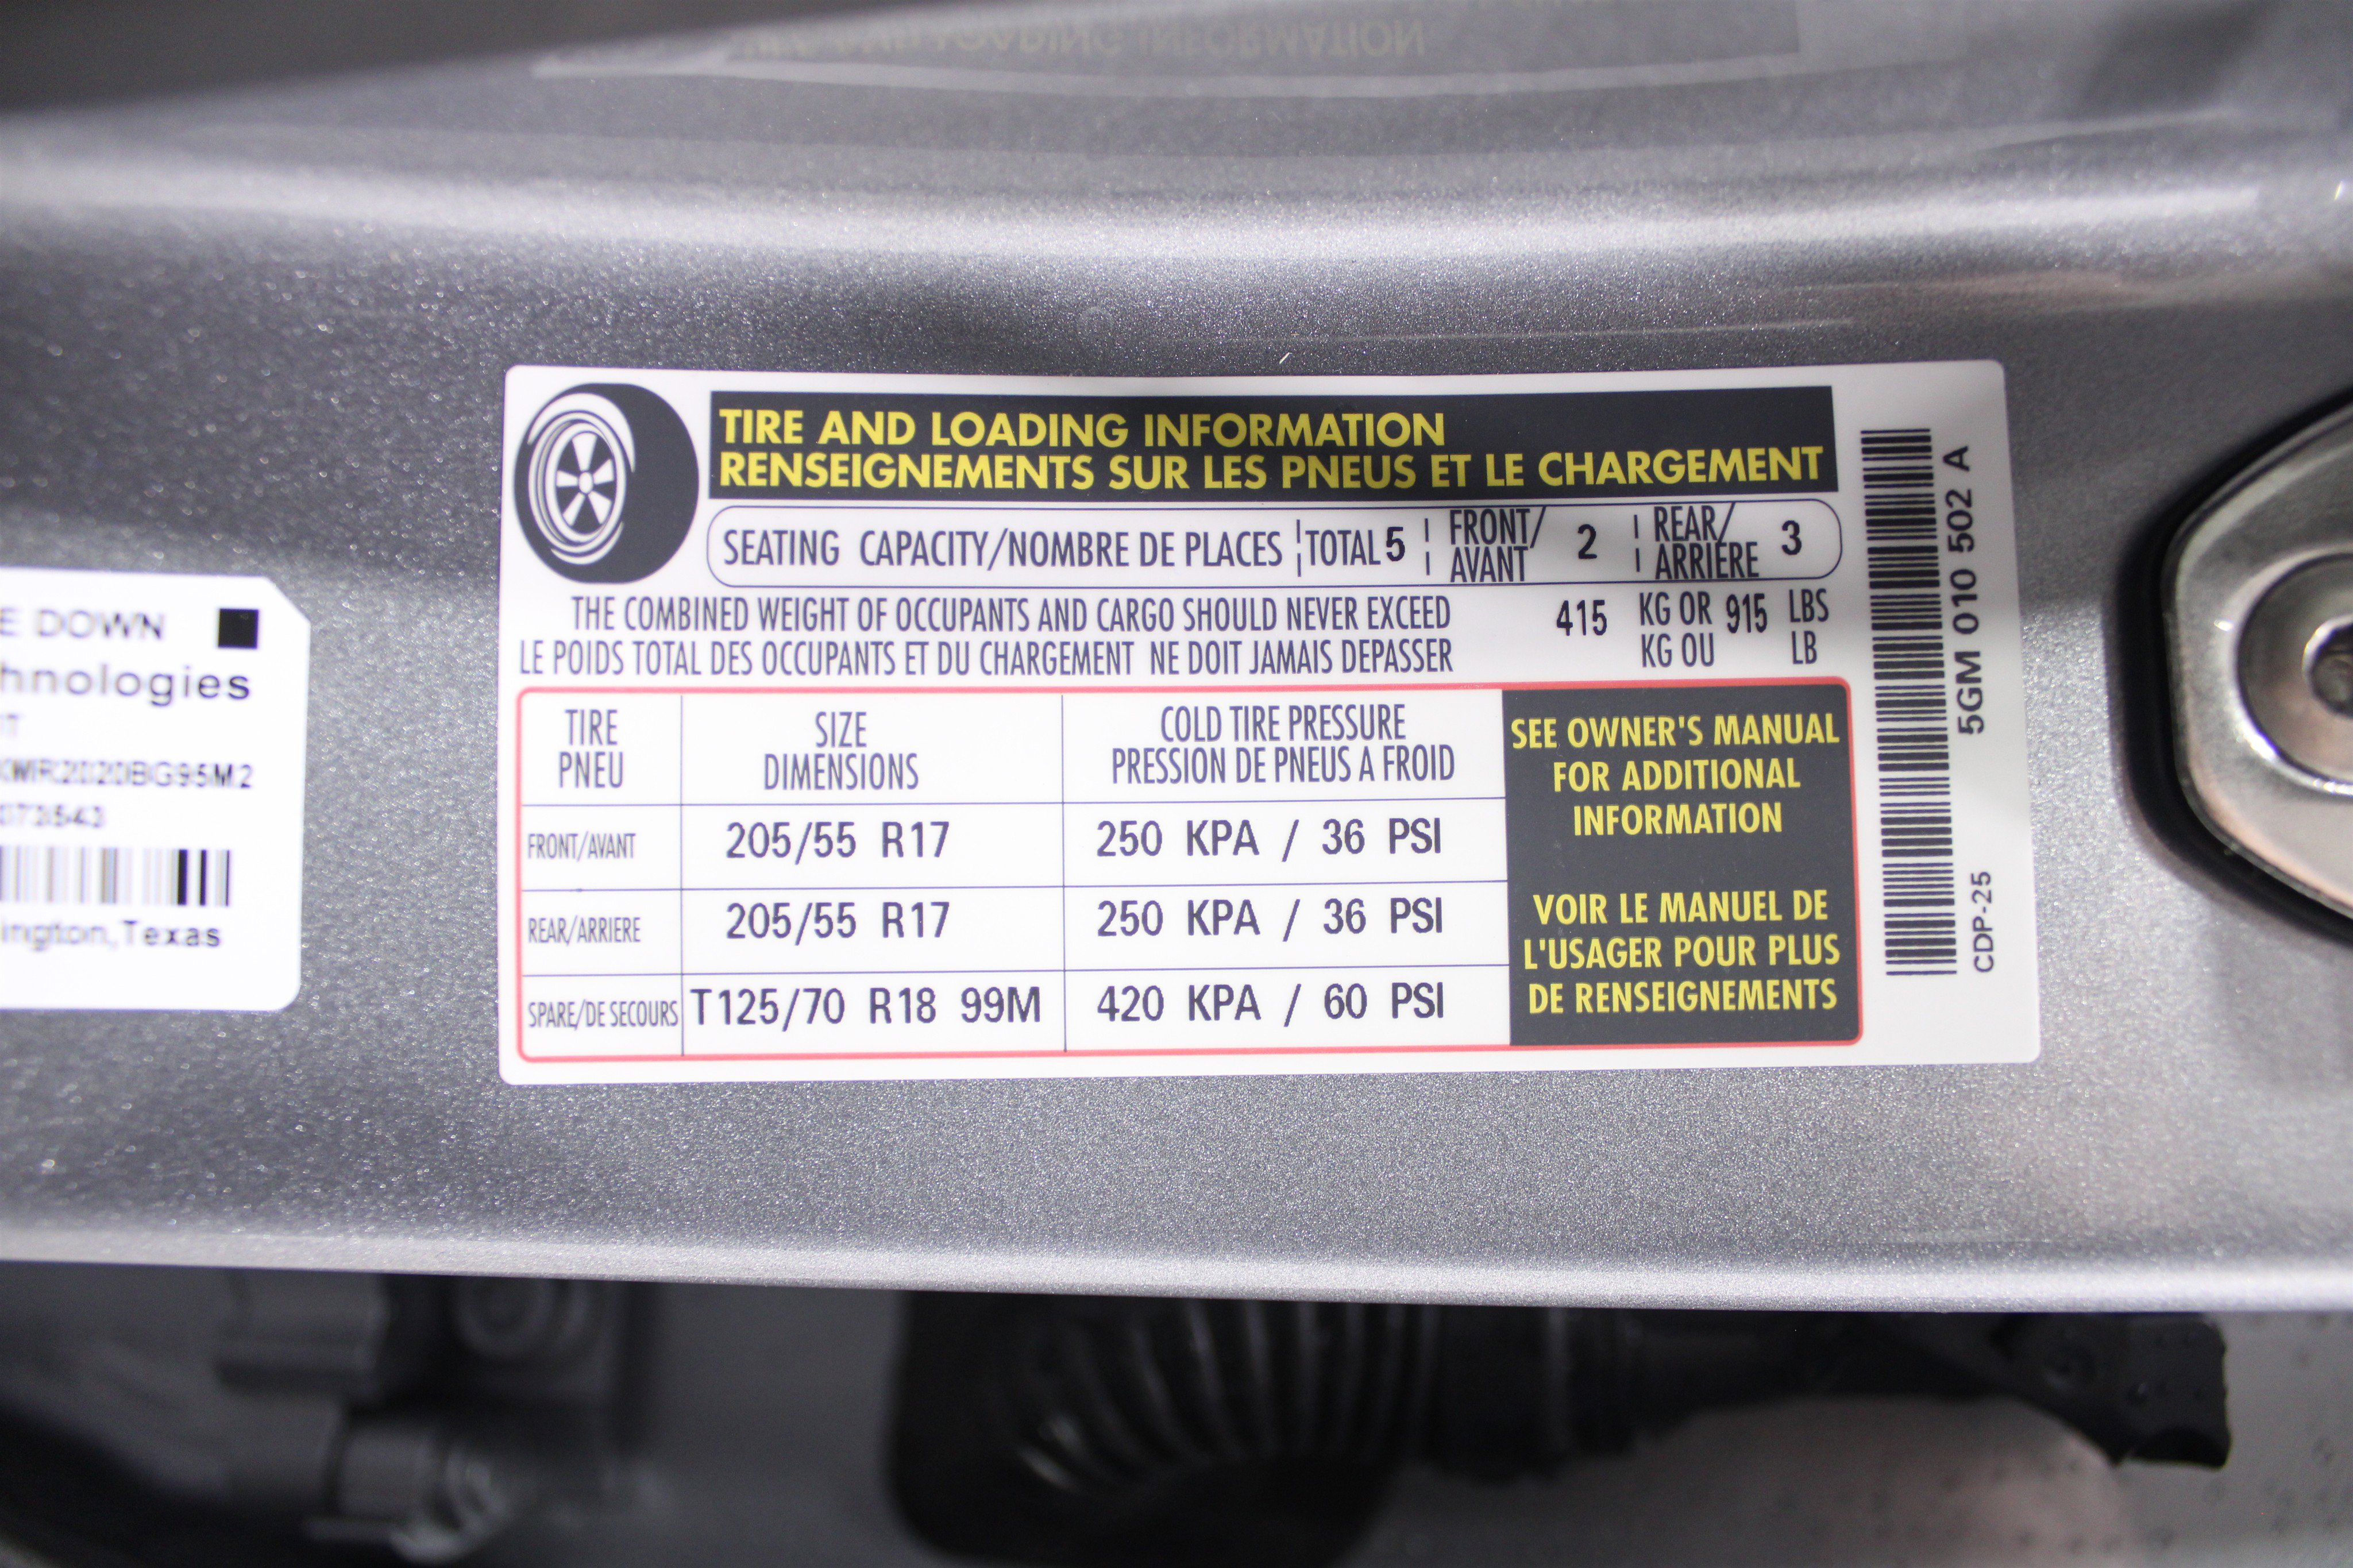 TIRE AND LOADING INFORMATION
RENSEIGNEMENTS SUR LES PNEUS ET LE CHARGEMENT
SEATING CAPACITY/NOMBRE DE PLACES TOTAL 5 FRONT/AVANT 2 REAR/ARRIÈRE 3
THE COMBINED WEIGHT OF OCCUPANTS AND CARGO SHOULD NEVER EXCEED 415 KG OR 915 LBS
LE POIDS TOTAL DES OCCUPANTS ET DU CHARGEMENT NE DOIT JAMAIS DEPASSER KG OU LB
TIRE SIZE COLD TIRE PRESSURE
PNEU DIMENSIONS PRESSION DE PNEUS A FROID
FRONT/AVANT 205/55 R17 250 KPA / 36 PSI
REAR/ARRIERE 205/55 R17 250 KPA / 36 PSI
SPARE/DE SECOURS T125/70 R18 99M 420 KPA / 60 PSI
SEE OWNER'S MANUAL
FOR ADDITIONAL
INFORMATION
VOIR LE MANUEL DE
L'USAGER POUR PLUS
DE RENSEIGNEMENTS
5GM 010 502 A
CDP-25
E DOWN
hnologies
WR2020BG95M2
073543
ington,Texas